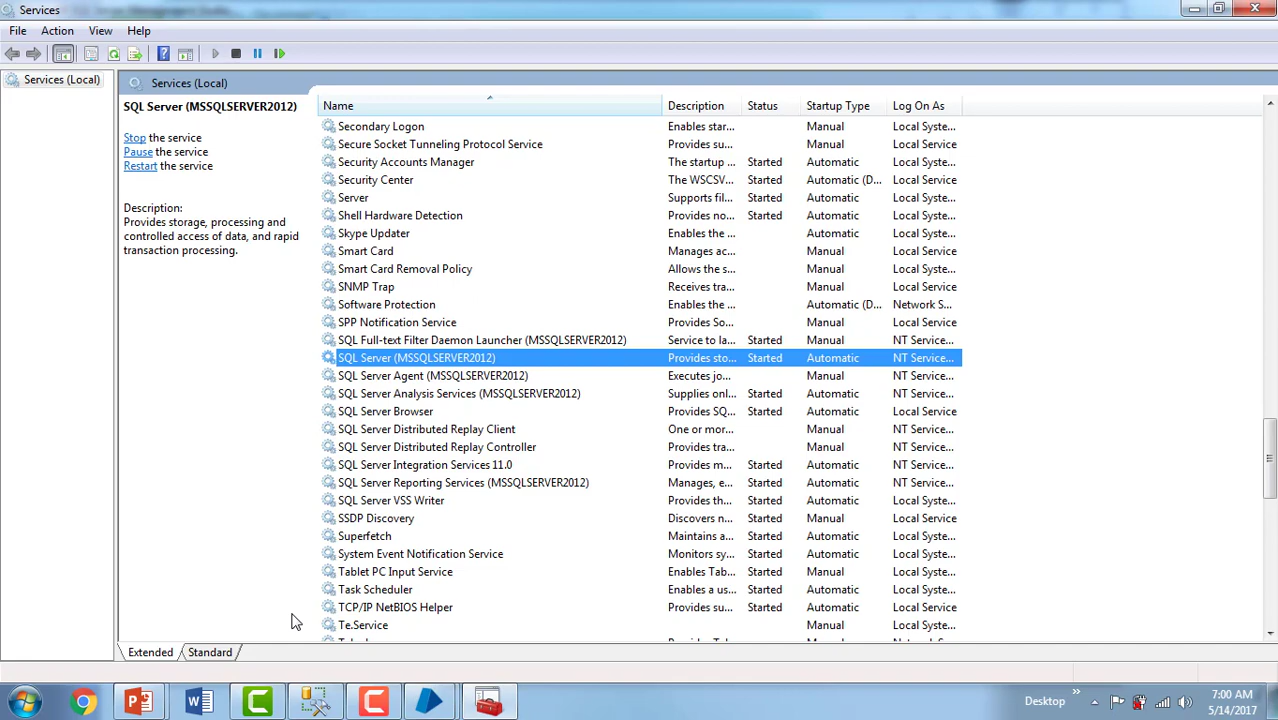 Services
File Action View Help
Services (Local)
Services (Local)
SQL Server (MSSQLSERVER2012)
Stop the service
Pause the service
Restart the service
Description:
Provides storage, processing and
controlled access of data, and rapid
transaction processing.
Name Description Status Startup Type Log On As
Secondary Logon Enables star... Manual Local Syste...
Secure Socket Tunneling Protocol Service Provides su... Manual Local Service
Security Accounts Manager The startup ... Started Automatic Local Syste...
Security Center The WSCSV... Started Automatic (D... Local Service
Server Supports fil... Started Automatic Local Syste...
Shell Hardware Detection Provides no... Started Automatic Local Syste...
Skype Updater Enables the ... Automatic Local Syste...
Smart Card Manages ac... Manual Local Service
Smart Card Removal Policy Allows the s... Manual Local Syste...
SNMP Trap Receives tra... Manual Local Service
Software Protection Enables the ... Automatic (D... Network S...
SPP Notification Service Provides So... Manual Local Service
SQL Full-text Filter Daemon Launcher (MSSQLSERVER2012) Service to la... Started Manual NT Service...
SQL Server (MSSQLSERVER2012) Provides sto... Started Automatic NT Service...
SQL Server Agent (MSSQLSERVER2012) Executes jo... Manual NT Service...
SQL Server Analysis Services (MSSQLSERVER2012) Supplies onl... Started Automatic NT Service...
SQL Server Browser Provides SQ... Started Automatic Local Service
SQL Server Distributed Replay Client One or mor... Manual NT Service...
SQL Server Distributed Replay Controller Provides tra... Manual NT Service...
SQL Server Integration Services 11.0 Provides m... Started Automatic NT Service...
SQL Server Reporting Services (MSSQLSERVER2012) Manages, e... Started Automatic NT Service...
SQL Server VSS Writer Provides th... Started Automatic Local Syste...
SSDP Discovery Discovers n... Started Manual Local Service
Superfetch Maintains a... Started Automatic Local Syste...
System Event Notification Service Monitors sy... Started Automatic Local Syste...
Tablet PC Input Service Enables Tab... Started Manual Local Syste...
Task Scheduler Enables a us... Started Automatic Local Syste...
TCP/IP NetBIOS Helper Provides su... Started Automatic Local Service
Te.Service Manual Local Syste...
Extended Standard
Desktop
7:00 AM
5/14/2017